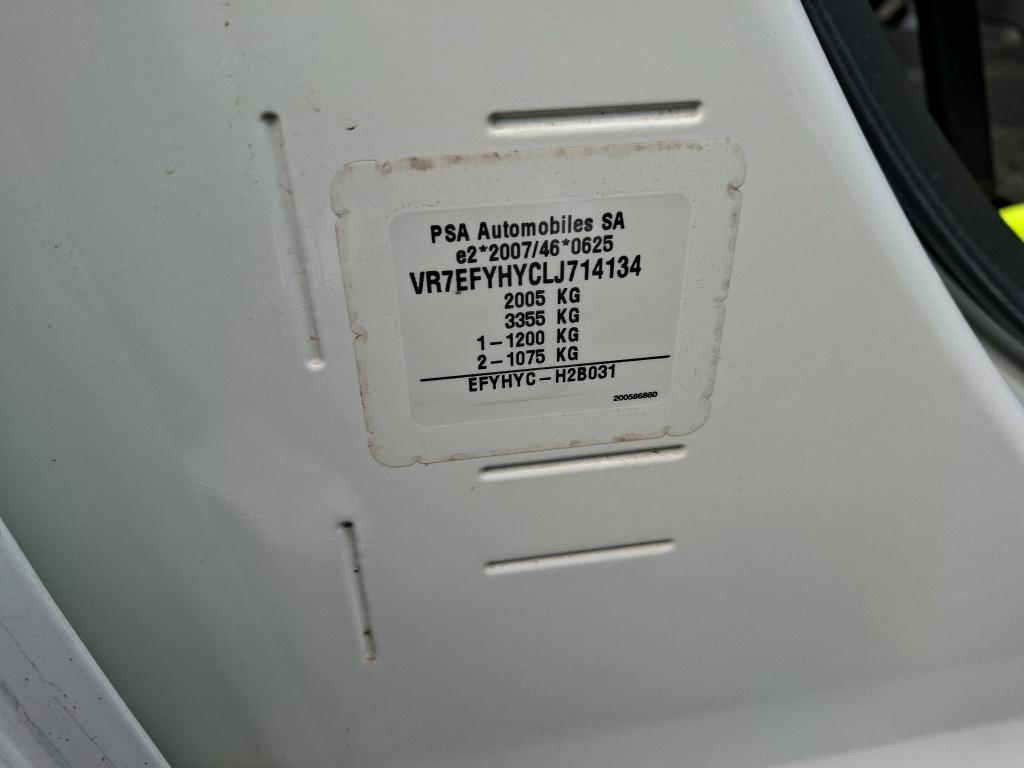 PSA Automobiles SA
e2*2007/46*0625
VR7EFYHYCLJ714134
2005 KG
3355 KG
1-1200 KG
2-1075 KG
EFYHYC-H2B031
200586860